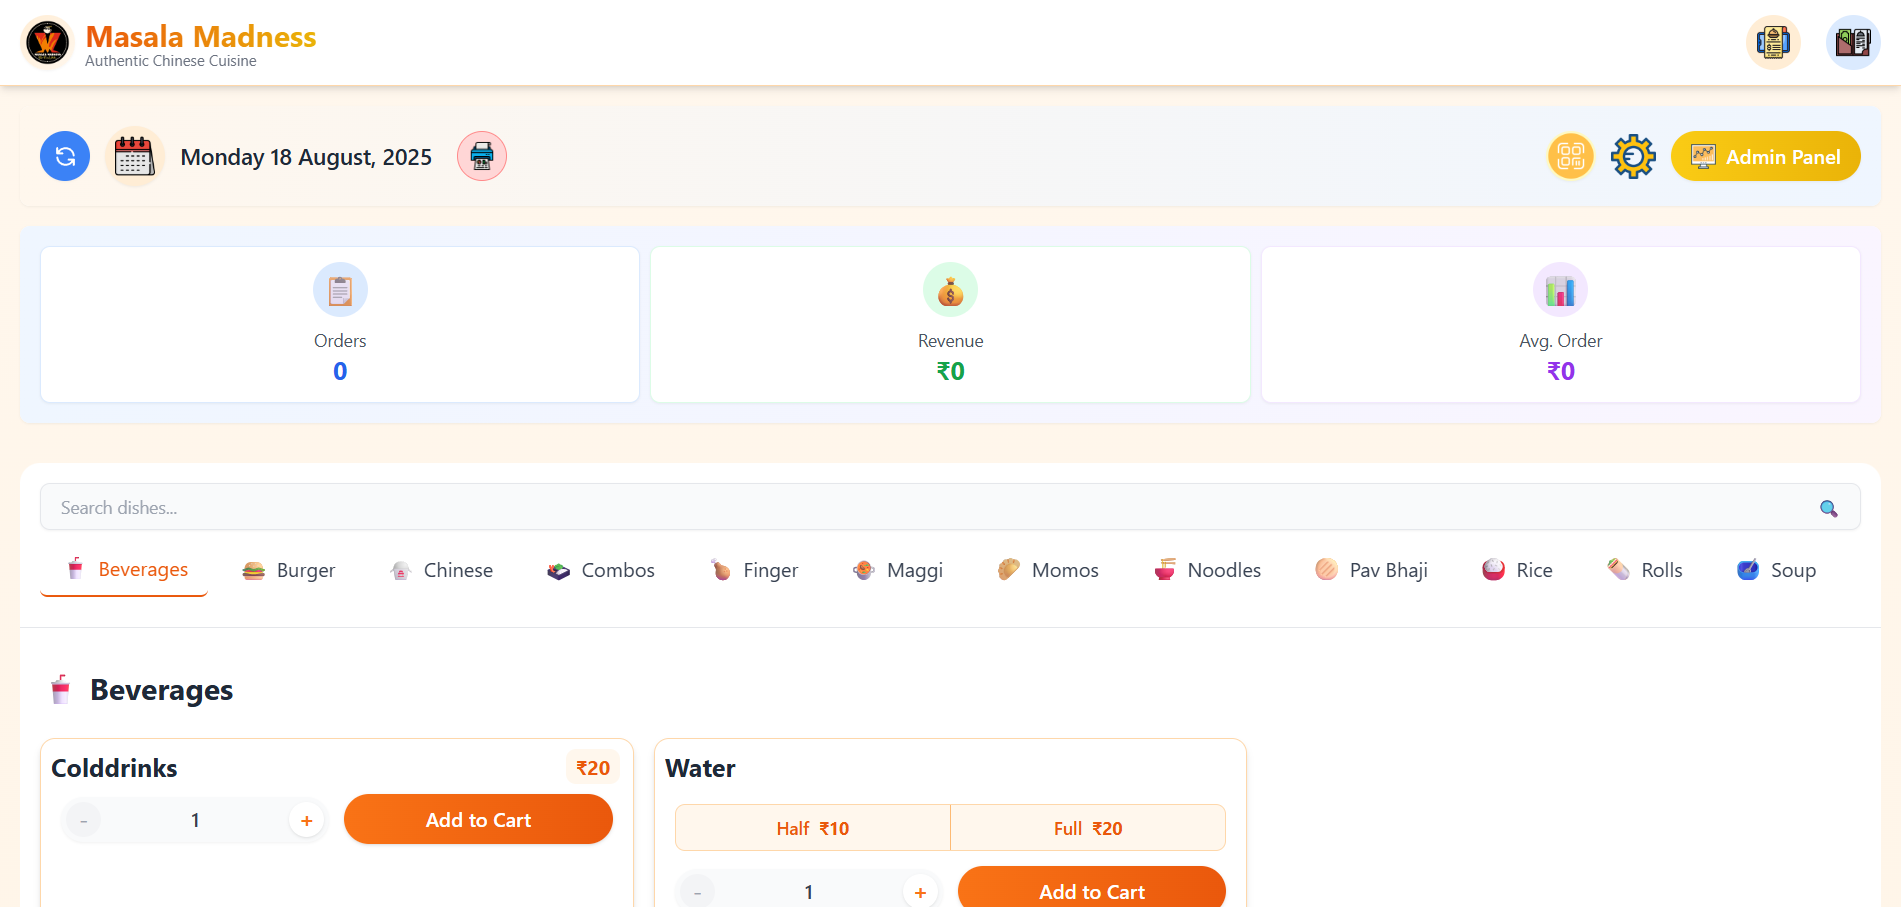 Masala Madness
Authentic Chinese Cuisine
Monday 18 August, 2025
Admin Panel
Orders
0
Revenue
₹0
Avg. Order
₹0
Search dishes...
Beverages Burger Chinese Combos Finger Maggi Momos Noodles Pav Bhaji Rice Rolls Soup
Beverages
Colddrinks ₹20
- 1 + Add to Cart
Water
Half ₹10 Full ₹20
- 1 + Add to Cart